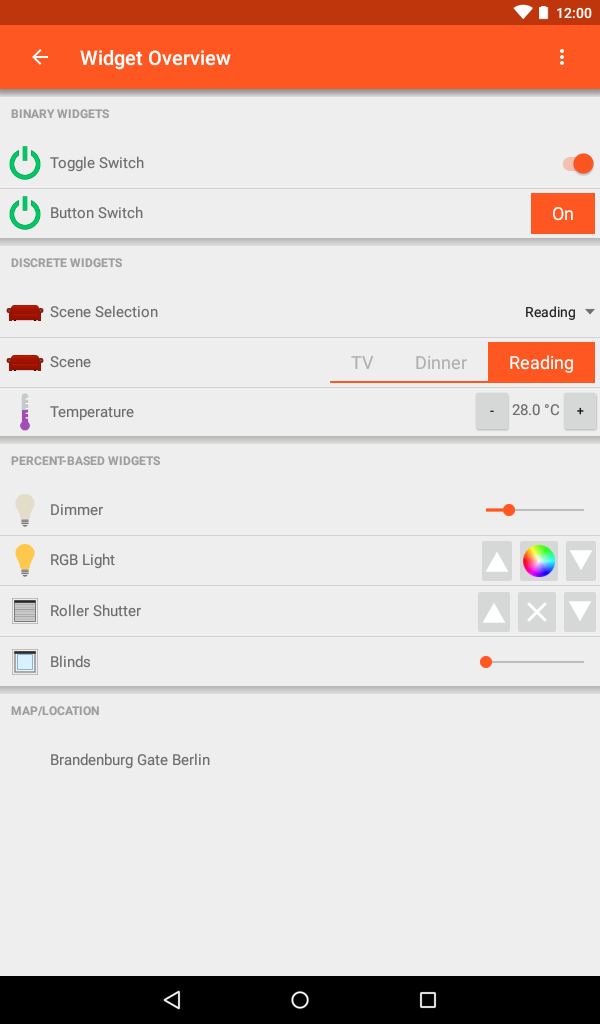 12:00
Widget Overview
BINARY WIDGETS
Toggle Switch
Button Switch On
DISCRETE WIDGETS
Scene Selection Reading
Scene TV Dinner Reading
Temperature - 28.0 °C +
PERCENT-BASED WIDGETS
Dimmer
RGB Light
Roller Shutter
Blinds
MAP/LOCATION
Brandenburg Gate Berlin